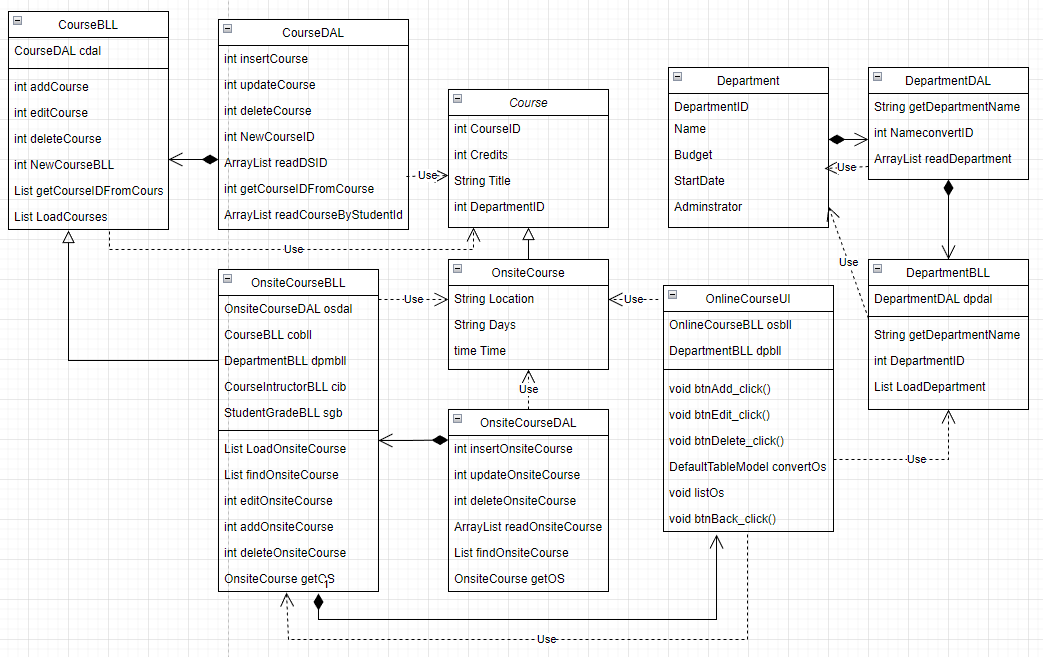 CourseBLL
CourseDAL cdal
int addCourse
int editCourse
int deleteCourse
int NewCourseBLL
List getCourseIDFromCours
List LoadCourses
CourseDAL
int insertCourse
int updateCourse
int deleteCourse
int NewCourseID
ArrayList readDSID
int getCourseIDFromCourse
ArrayList readCourseByStudentId
Use
Use
Course
int CourseID
int Credits
String Title
int DepartmentID
Department
DepartmentID
Name
Budget
StartDate
Adminstrator
DepartmentDAL
String getDepartmentName
int NameconvertID
ArrayList readDepartment
Use
Use
DepartmentBLL
DepartmentDAL dpdal
String getDepartmentName
int DepartmentID
List LoadDepartment
OnsiteCourseBLL
OnsiteCourseDAL osdal
CourseBLL cobll
DepartmentBLL dpmbll
CourseIntructorBLL cib
StudentGradeBLL sgb
List LoadOnsiteCourse
List findOnsiteCourse
int editOnsiteCourse
int addOnsiteCourse
int deleteOnsiteCourse
OnsiteCourse getOS
1
Use
OnsiteCourse
String Location
String Days
time Time
Use
Use
OnsiteCourseDAL
int insertOnsiteCourse
int updateOnsiteCourse
int deleteOnsiteCourse
ArrayList readOnsiteCourse
List findOnsiteCourse
OnsiteCourse getOS
OnlineCourseUI
OnlineCourseBLL osbll
DepartmentBLL dpbll
void btnAdd_click()
void btnEdit_click()
void btnDelete_click()
DefaultTableModel convertOs
void listOs
void btnBack_click()
Use
Use